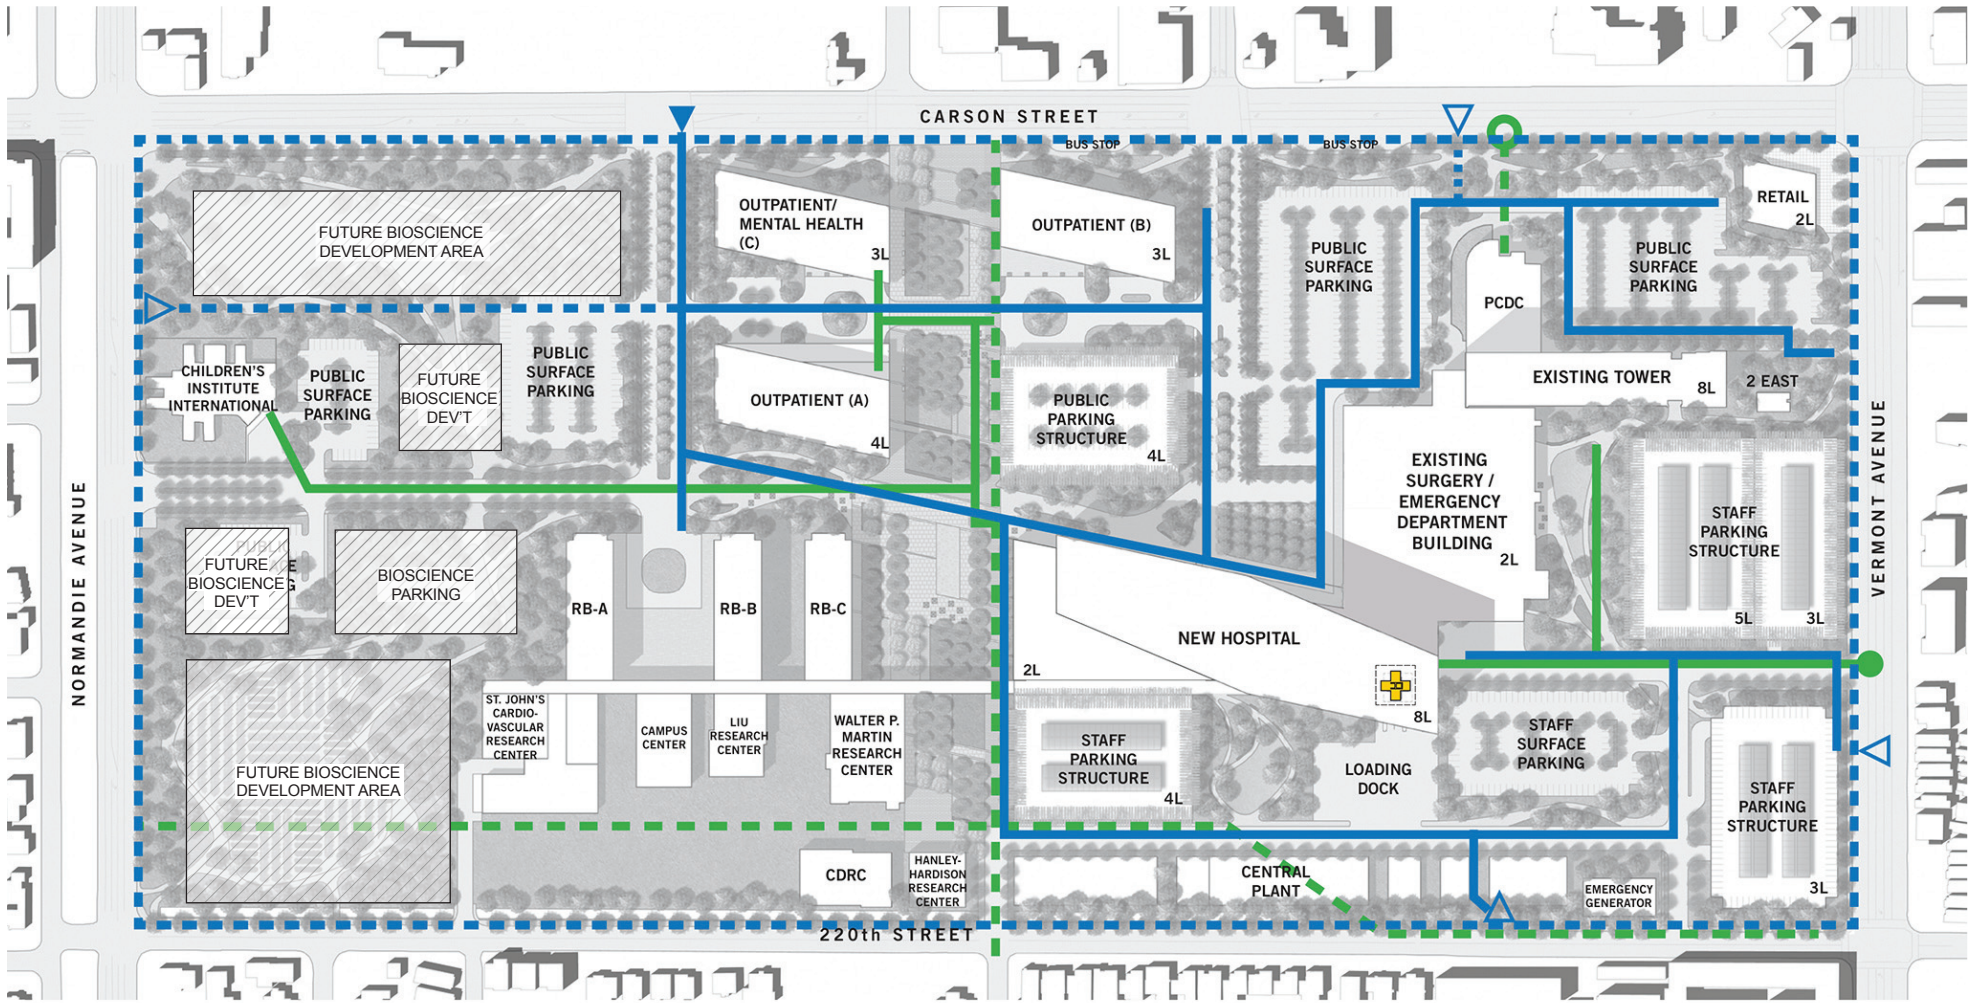 CARSON STREET
BUS STOP
BUS STOP
FUTURE BIOSCIENCE
DEVELOPMENT AREA
OUTPATIENT/
MENTAL HEALTH
(C)
3L
OUTPATIENT (B)
3L
PUBLIC
SURFACE
PARKING
PCDC
PUBLIC
SURFACE
PARKING
RETAIL
2L
CHILDREN'S
INSTITUTE
INTERNATIONAL
PUBLIC
SURFACE
PARKING
FUTURE
BIOSCIENCE
DEV'T
PUBLIC
SURFACE
PARKING
OUTPATIENT (A)
4L
PUBLIC
PARKING
STRUCTURE
4L
EXISTING TOWER
8L
2 EAST
EXISTING
SURGERY /
EMERGENCY
DEPARTMENT
BUILDING
2L
STAFF
PARKING
STRUCTURE
5L
3L
NORMANDIE AVENUE
VERMONT AVENUE
FUTURE
BIOSCIENCE
DEV'T
BIOSCIENCE
PARKING
RB-A
RB-B
RB-C
NEW HOSPITAL
2L
H
8L
ST. JOHN'S
CARDIO-
VASCULAR
RESEARCH
CENTER
CAMPUS
CENTER
LIU
RESEARCH
CENTER
WALTER P.
MARTIN
RESEARCH
CENTER
STAFF
PARKING
STRUCTURE
4L
LOADING
DOCK
STAFF
SURFACE
PARKING
STAFF
PARKING
STRUCTURE
3L
FUTURE BIOSCIENCE
DEVELOPMENT AREA
CDRC
HANLEY-
HARDISON
RESEARCH
CENTER
CENTRAL
PLANT
EMERGENCY
GENERATOR
220th STREET